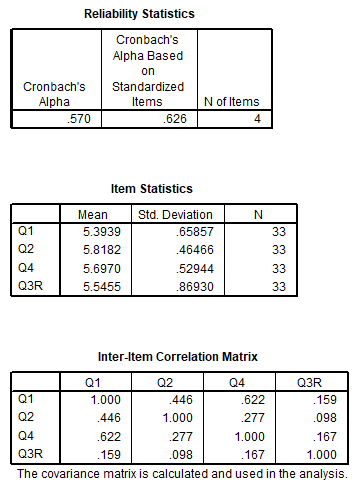 Reliability Statistics
Cronbach's Alpha | Cronbach's Alpha Based on Standardized Items | N of Items
.570 | .626 | 4
Item Statistics
Mean | Std. Deviation | N
Q1 | 5.3939 | .65857 | 33
Q2 | 5.8182 | .46466 | 33
Q4 | 5.6970 | .52944 | 33
Q3R | 5.5455 | .86930 | 33
Inter-Item Correlation Matrix
Q1 | Q2 | Q4 | Q3R
Q1 | 1.000 | .446 | .622 | .159
Q2 | .446 | 1.000 | .277 | .098
Q4 | .622 | .277 | 1.000 | .167
Q3R | .159 | .098 | .167 | 1.000
The covariance matrix is calculated and used in the analysis.